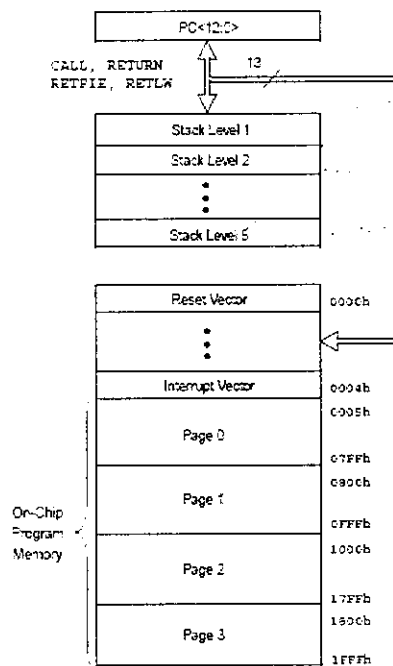 PC<12:0>
CALL, RETURN
RETFIE, RETLW
13
Stack Level 1
Stack Level 2
Stack Level
Reset Vector
0000h
Interrupt Vector
0004h
0005h
Page 0
07FFh
0800h
Page 1
0FFFh
On-Chip
Program
Memory
1000h
Page 2
17FFh
1800h
Page 3
1FFFh